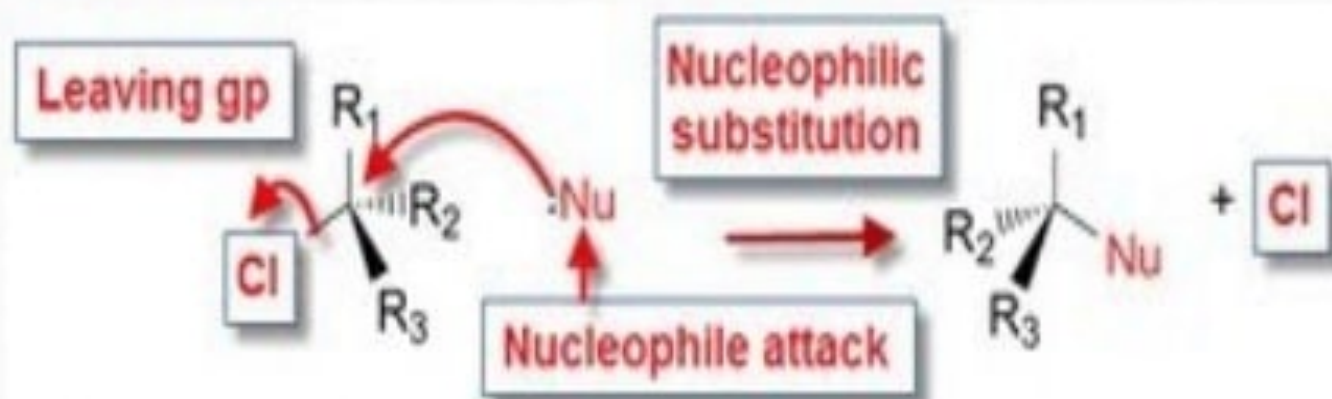 Leaving gp
R1
R2
R3
Cl
:Nu
Nucleophile attack
Nucleophilic
substitution
R1
R2
R3
Nu
+ Cl